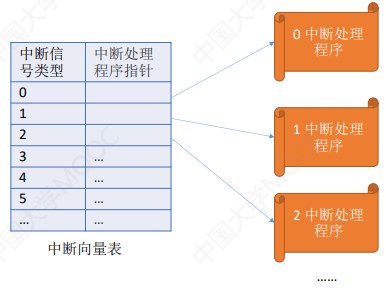 中断信号类型 中断处理程序指针
0
1
2
3 …
4 …
5 …
… …
中断向量表
0 中断处理
程序
1 中断处理
程序
2 中断处理
程序
……
中国大学MOOC